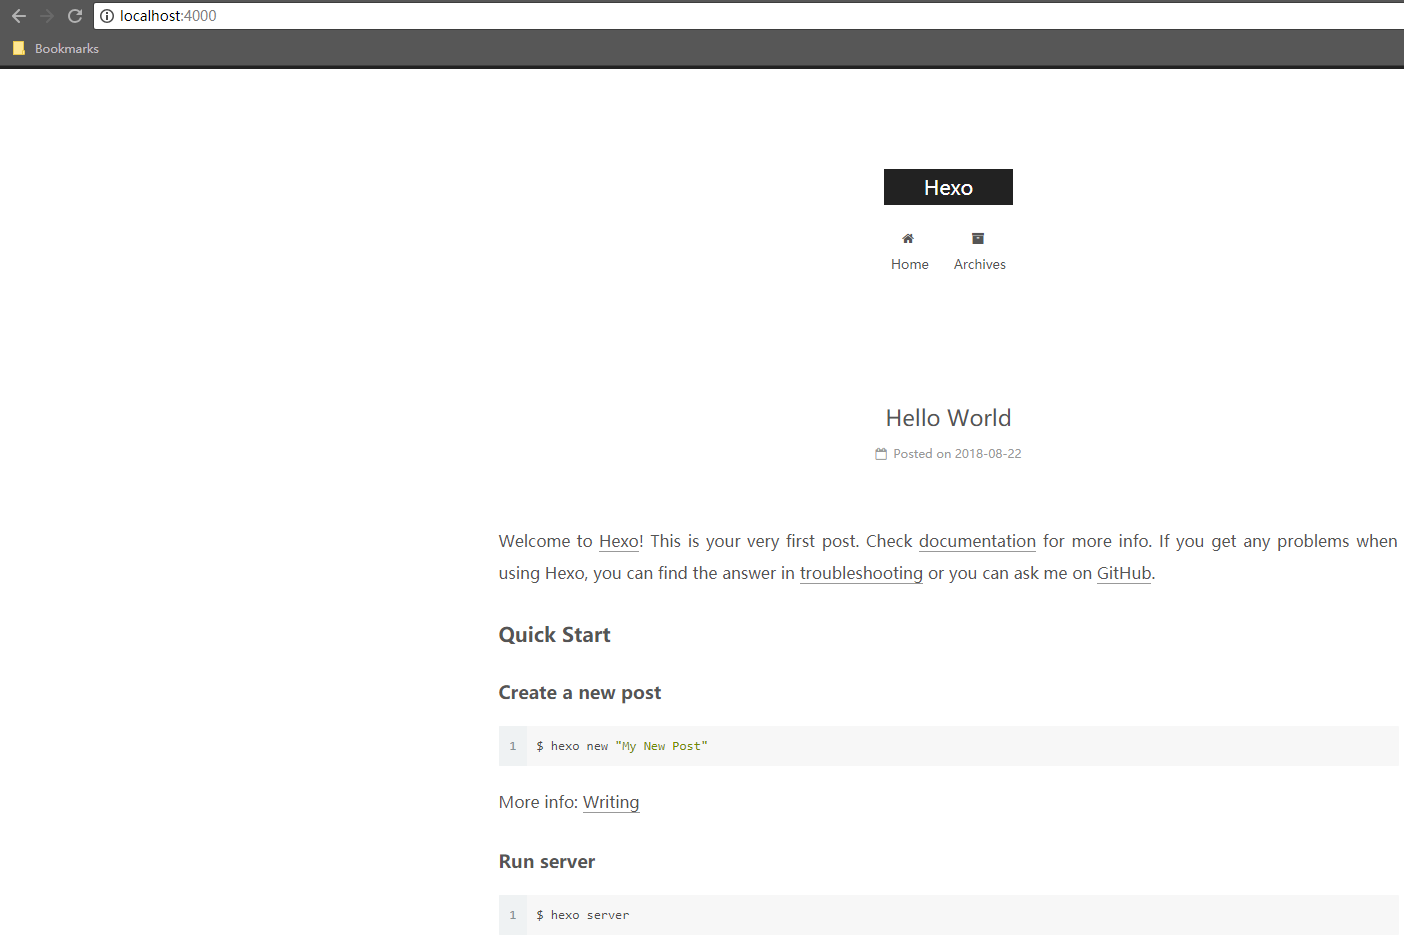 localhost:4000
Bookmarks
Hexo
Home Archives
Hello World
Posted on 2018-08-22
Welcome to Hexo! This is your very first post. Check documentation for more info. If you get any problems when
using Hexo, you can find the answer in troubleshooting or you can ask me on GitHub.
Quick Start
Create a new post
1 $ hexo new "My New Post"
More info: Writing
Run server
1 $ hexo server